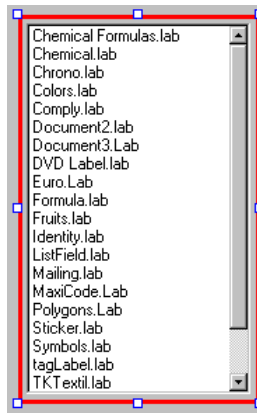 Chemical Formulas.lab
Chemical.lab
Chrono.lab
Colors.lab
Comply.lab
Document2.lab
Document3.Lab
DVD Label.lab
Euro.Lab
Formula.lab
Fruits.lab
Identity.lab
ListField.lab
Mailing.lab
MaxiCode.Lab
Polygons.Lab
Sticker.lab
Symbols.lab
tagLabel.lab
TKTextil.lab